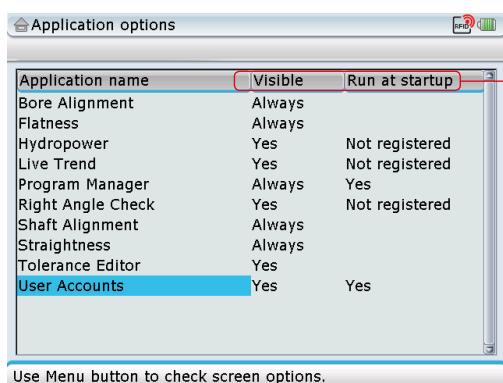 Application options
RFID
Application name Visible Run at startup
Bore Alignment Always
Flatness Always
Hydropower Yes Not registered
Live Trend Yes Not registered
Program Manager Always Yes
Right Angle Check Yes Not registered
Shaft Alignment Always
Straightness Always
Tolerance Editor Yes
User Accounts Yes Yes
Use Menu button to check screen options.